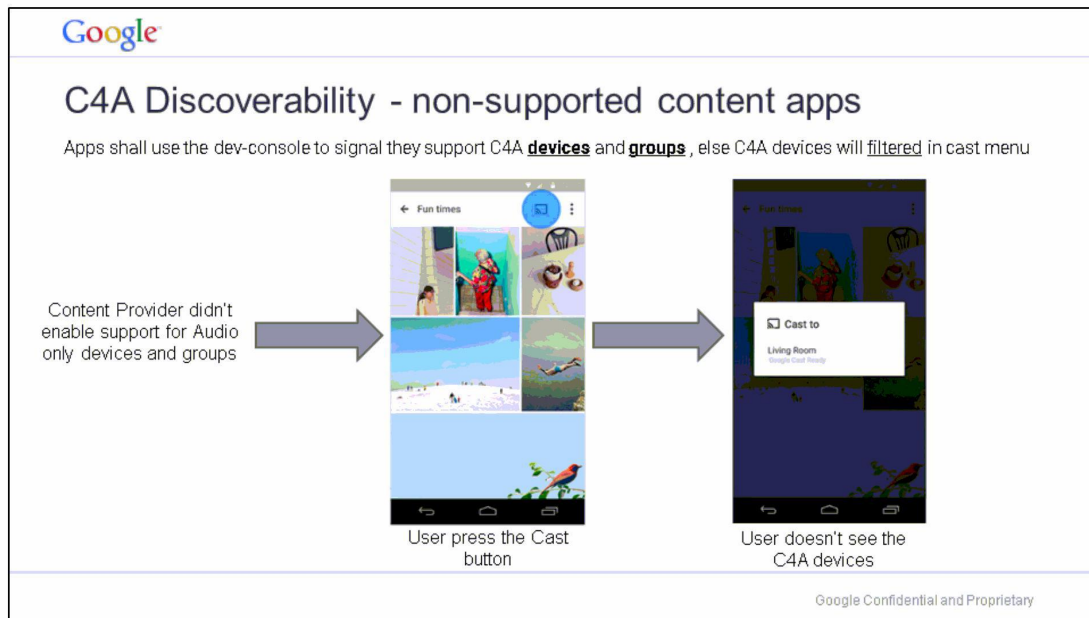 Google
C4A Discoverability - non-supported content apps
Apps shall use the dev-console to signal they support C4A devices and groups , else C4A devices will filtered in cast menu
Fun times
Content Provider didn't
enable support for Audio
only devices and groups
User press the Cast
button
Fun times
Cast to
Living Room
Google Cast Ready
User doesn't see the
C4A devices
Google Confidential and Proprietary